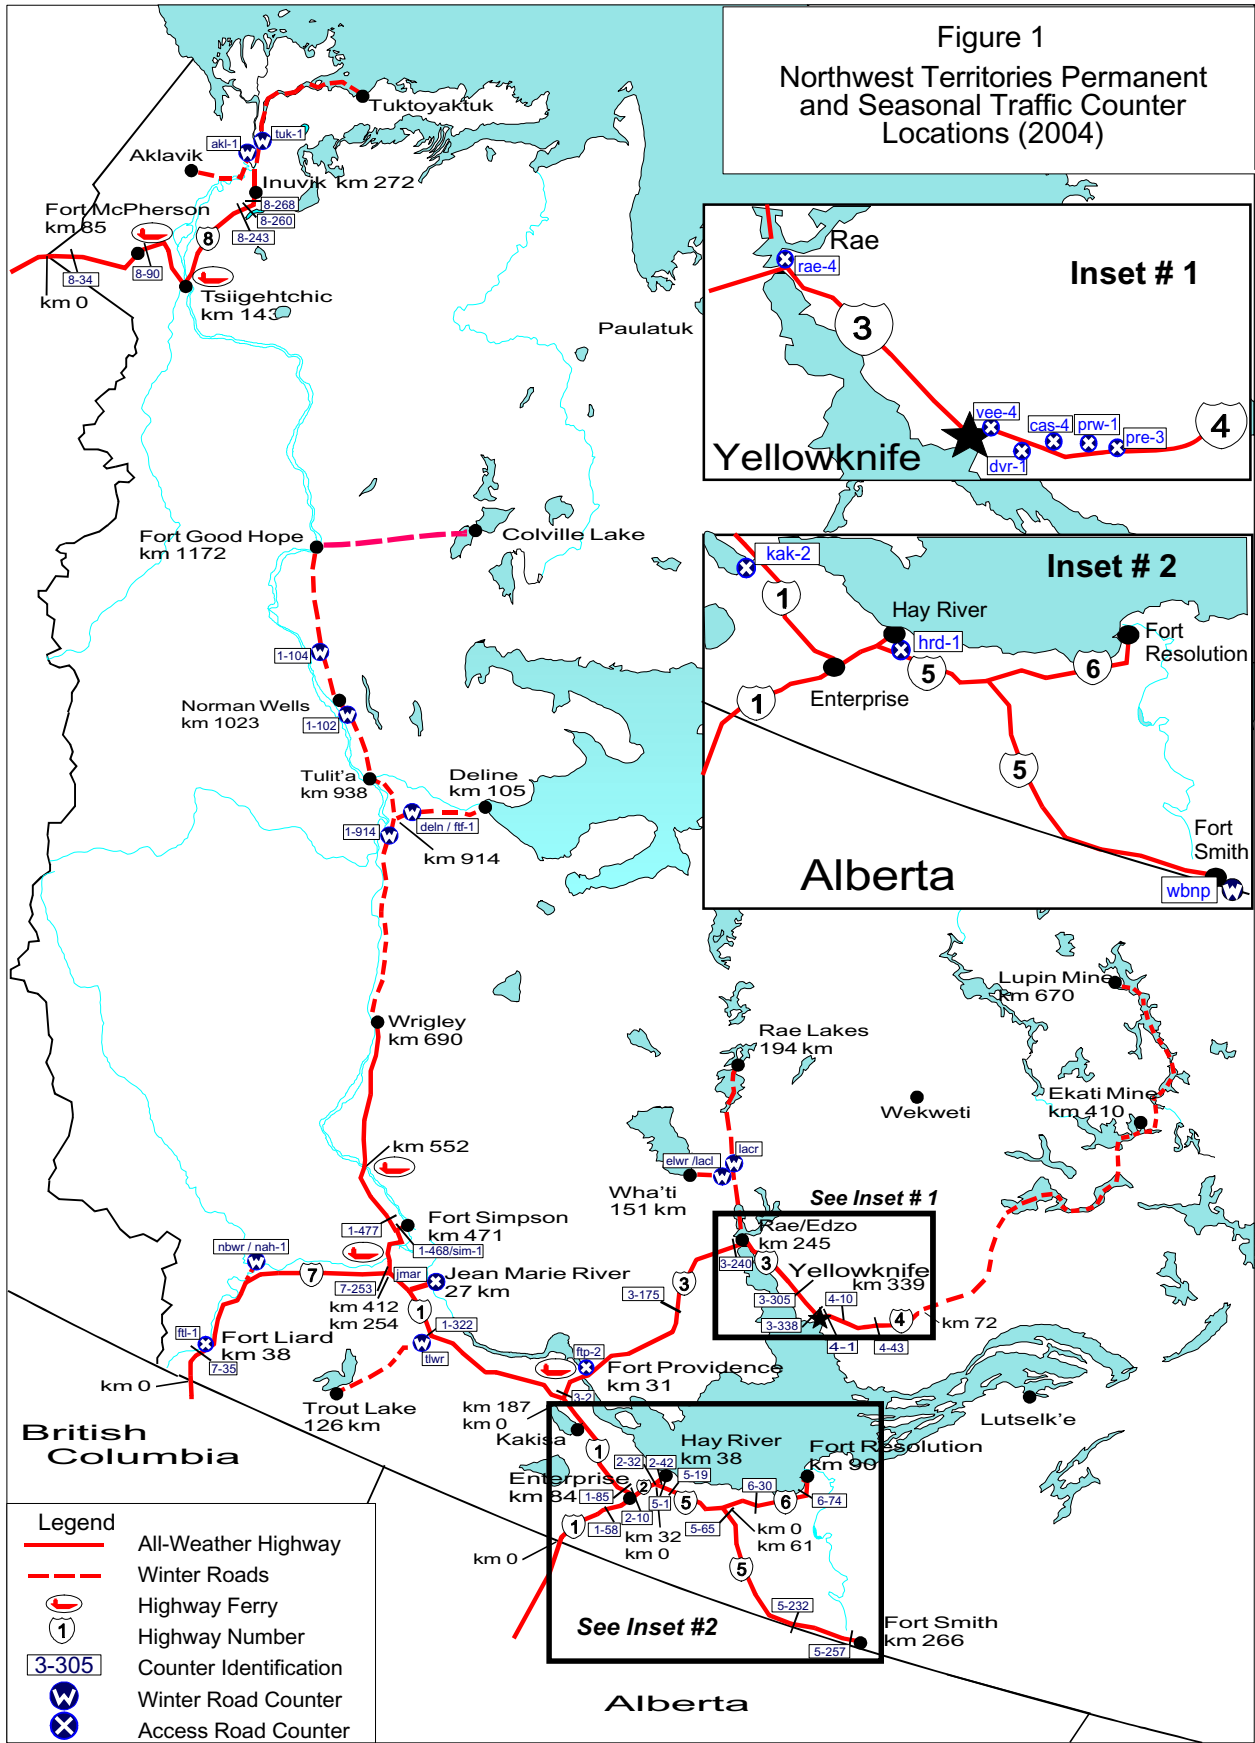 Figure 1
Northwest Territories Permanent
and Seasonal Traffic Counter
Locations (2004)
Tuktoyaktuk
tuk-1
akl-1
Aklavik
Inuvik km 272
8-268
8-260
8-243
Fort McPherson
km 85
8
8-34
8-90
km 0
Tsiigehtchic
km 143
Paulatuk
Inset # 1
Rae
rae-4
3
vee-4
cas-4
prw-1
pre-3
4
Yellowknife
dvr-1
Fort Good Hope
km 1172
Colville Lake
1-104
Norman Wells
km 1023
1-102
Tulit'a
km 938
Deline
km 105
deln / ftf-1
1-914
km 914
Inset # 2
kak-2
1
Hay River
hrd-1
Fort
Resolution
5
6
Enterprise
1
5
Fort
Smith
Alberta
wbnp
Wrigley
km 690
Lupin Mine
km 670
Rae Lakes
194 km
Wekweti
Ekati Mine
km 410
km 552
lacr
elwr /lacl
Wha'ti
151 km
See Inset # 1
Fort Simpson
km 471
1-477
1-468/sim-1
Rae/Edzo
km 245
3-240
3
Yellowknife
km 339
nbwr / nah-1
7
7-253
jmar
Jean Marie River
27 km
km 412
km 254
3
3-175
3-305
4-10
3-338
4
km 72
4-1
4-43
1
1-322
ftl-1
Fort Liard
km 38
7-35
km 0
tlwr
ftp-2
Fort Providence
km 31
3-2
Trout Lake
126 km
km 187
km 0
Kakisa
Lutselk'e
British
Columbia
1
Hay River
km 38
Fort Resolution
km 90
2-32
2-42
5-19
Enterprise
km 84
1-85
2
5-1
5
6-30
6
6-74
1
1-58
2-10
km 32
km 0
5-65
km 0
km 61
km 0
5
See Inset #2
5-232
5-257
Fort Smith
km 266
Alberta
Legend
All-Weather Highway
Winter Roads
Highway Ferry
1
Highway Number
3-305
Counter Identification
W
Winter Road Counter
Access Road Counter